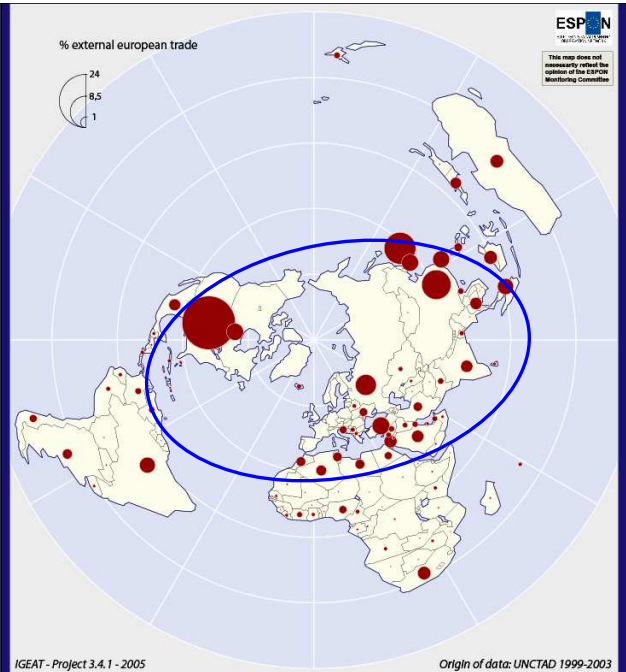 ESPON
This map does not
necessarily reflect the
opinion of the ESPON
Monitoring Committee
% external european trade
24
8,5
1
IGEAT - Project 3.4.1 - 2005
Origin of data: UNCTAD 1999-2003